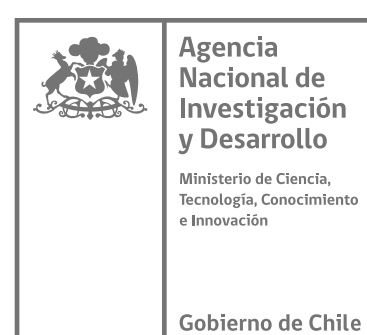 Agencia
Nacional de
Investigación
y Desarrollo
Ministerio de Ciencia,
Tecnología, Conocimiento
e Innovación
Gobierno de Chile